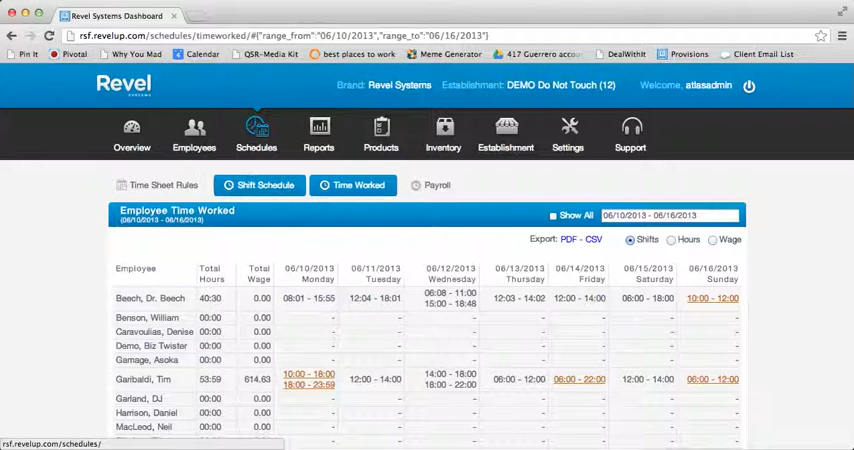 Revel Systems Dashboard
rsf.revelup.com/schedules/timeworked/#{"range_from":"06/10/2013","range_to":"06/16/2013"}
Pin It Pivotal Why You Mad Calendar QSR-Media Kit best places to work Meme Generator 417 Guerrero accou DealWithIt Provisions Client Email List
Revel
SYSTEMS
Brand: Revel Systems Establishment: DEMO Do Not Touch (12) Welcome, atlasadmin
Overview Employees Schedules Reports Products Inventory Establishment Settings Support
Time Sheet Rules Shift Schedule Time Worked Payroll
Employee Time Worked
(06/10/2013 - 06/16/2013)
Show All 06/10/2013 - 06/16/2013
Export: PDF - CSV Shifts Hours Wage
Employee Total Hours Total Wage 06/10/2013 Monday 06/11/2013 Tuesday 06/12/2013 Wednesday 06/13/2013 Thursday 06/14/2013 Friday 06/15/2013 Saturday 06/16/2013 Sunday
Beech, Dr. Beech 40:30 0.00 08:01 - 15:55 12:04 - 18:01 06:08 - 11:00 15:00 - 18:48 12:03 - 14:02 12:00 - 14:00 06:00 - 18:00 10:00 - 12:00
Benson, William 00:00 0.00 - - - - - - -
Caravoulias, Denise 00:00 0.00 - - - - - - -
Demo, Biz Twister 00:00 0.00 - - - - - - -
Gamage, Asoka 00:00 0.00 - - - - - - -
Garibaldi, Tim 53:59 614.63 10:00 - 18:00 18:00 - 23:59 12:00 - 14:00 14:00 - 18:00 18:00 - 22:00 06:00 - 12:00 06:00 - 22:00 12:00 - 14:00 06:00 - 12:00
Garland, DJ 00:00 0.00 - - - - - - -
Harrison, Daniel 00:00 0.00 - - - - - - -
MacLeod, Neil 00:00 0.00 - - - - - - -
00:00 0.00 - - - - - - -
rsf.revelup.com/schedules/